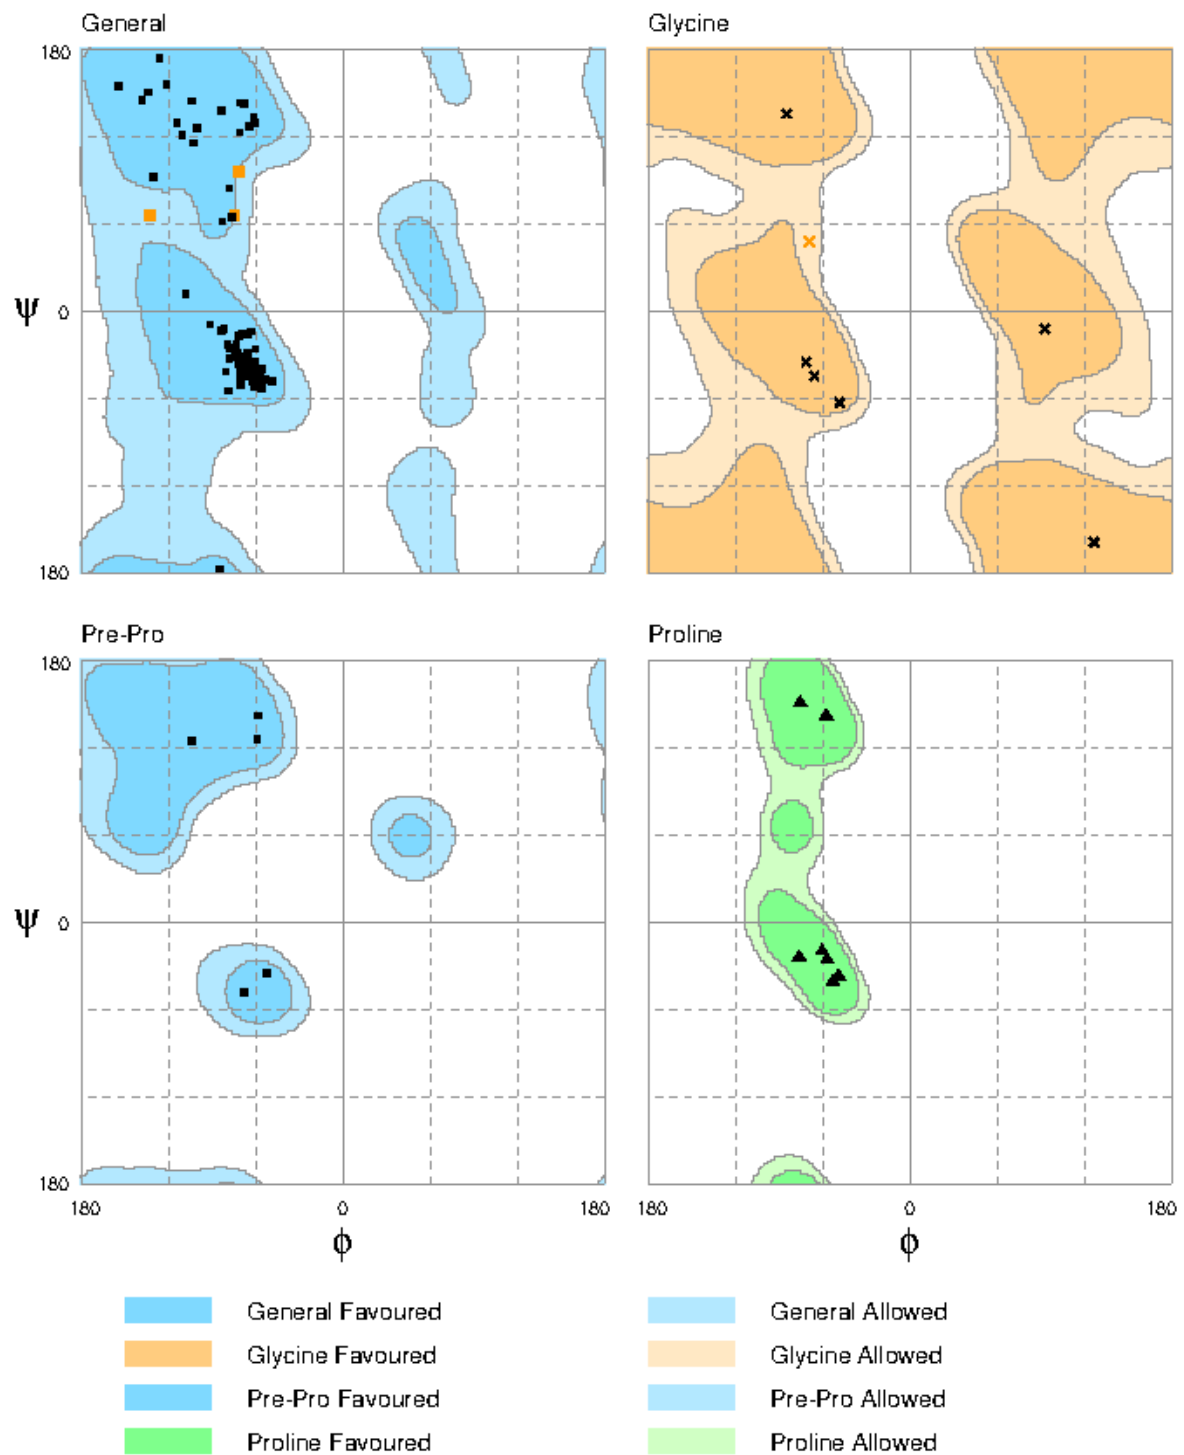 General Glycine
180
Ψ 0
180
Pre-Pro Proline
180
Ψ 0
180
180 0 180 180 0 180
ϕ ϕ
General Favoured General Allowed
Glycine Favoured Glycine Allowed
Pre-Pro Favoured Pre-Pro Allowed
Proline Favoured Proline Allowed